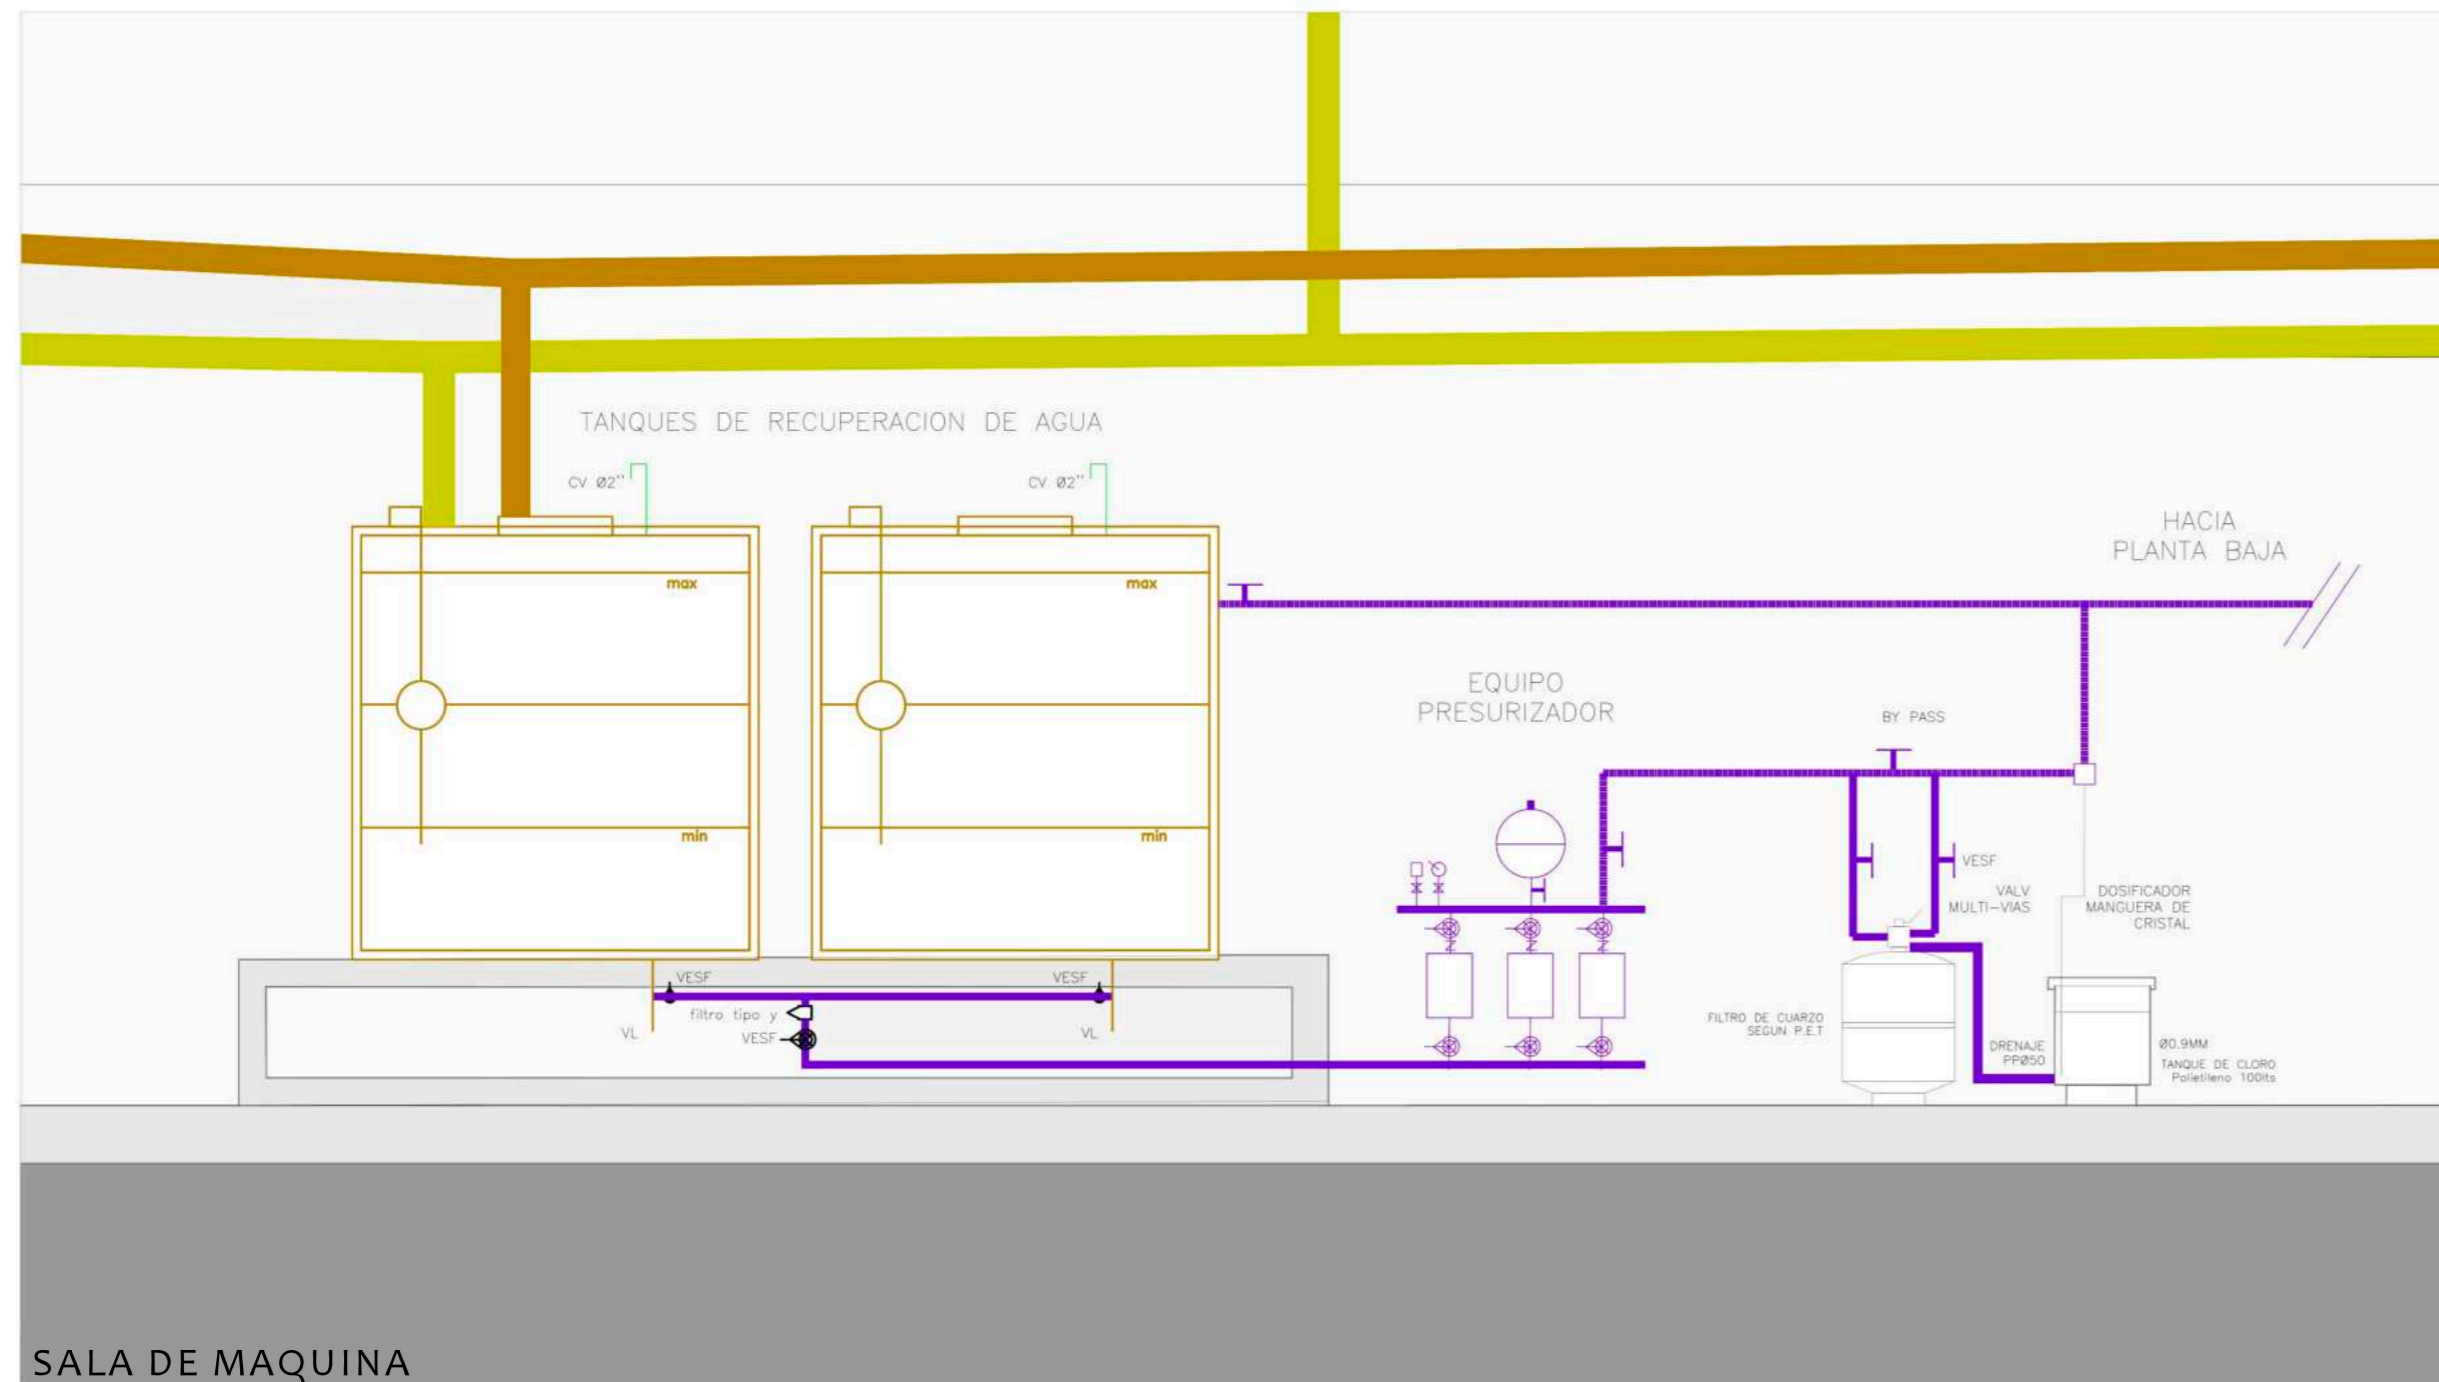 TANQUES DE RECUPERACION DE AGUA
CV Ø2''
CV Ø2''
HACIA
PLANTA BAJA
max
max
EQUIPO
PRESURIZADOR
BY PASS
min
min
VESF
VALV
MULTI-VIAS
DOSIFICADOR
MANGUERA DE
CRISTAL
VESF
VESF
filtro tipo y
VL
VESF
VL
FILTRO DE CUARZO
SEGUN P.E.T
DRENAJE
PPØ50
Ø0.9MM
TANQUE DE CLORO
Polietileno 100lts
SALA DE MAQUINA